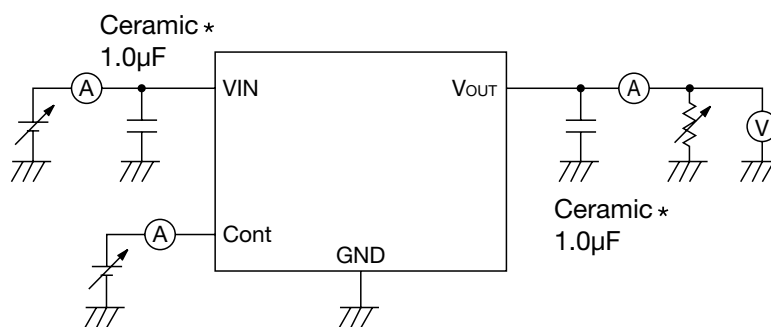 Ceramic *
1.0µF
A
VIN
VOUT
A
V
A
Cont
GND
Ceramic *
1.0µF